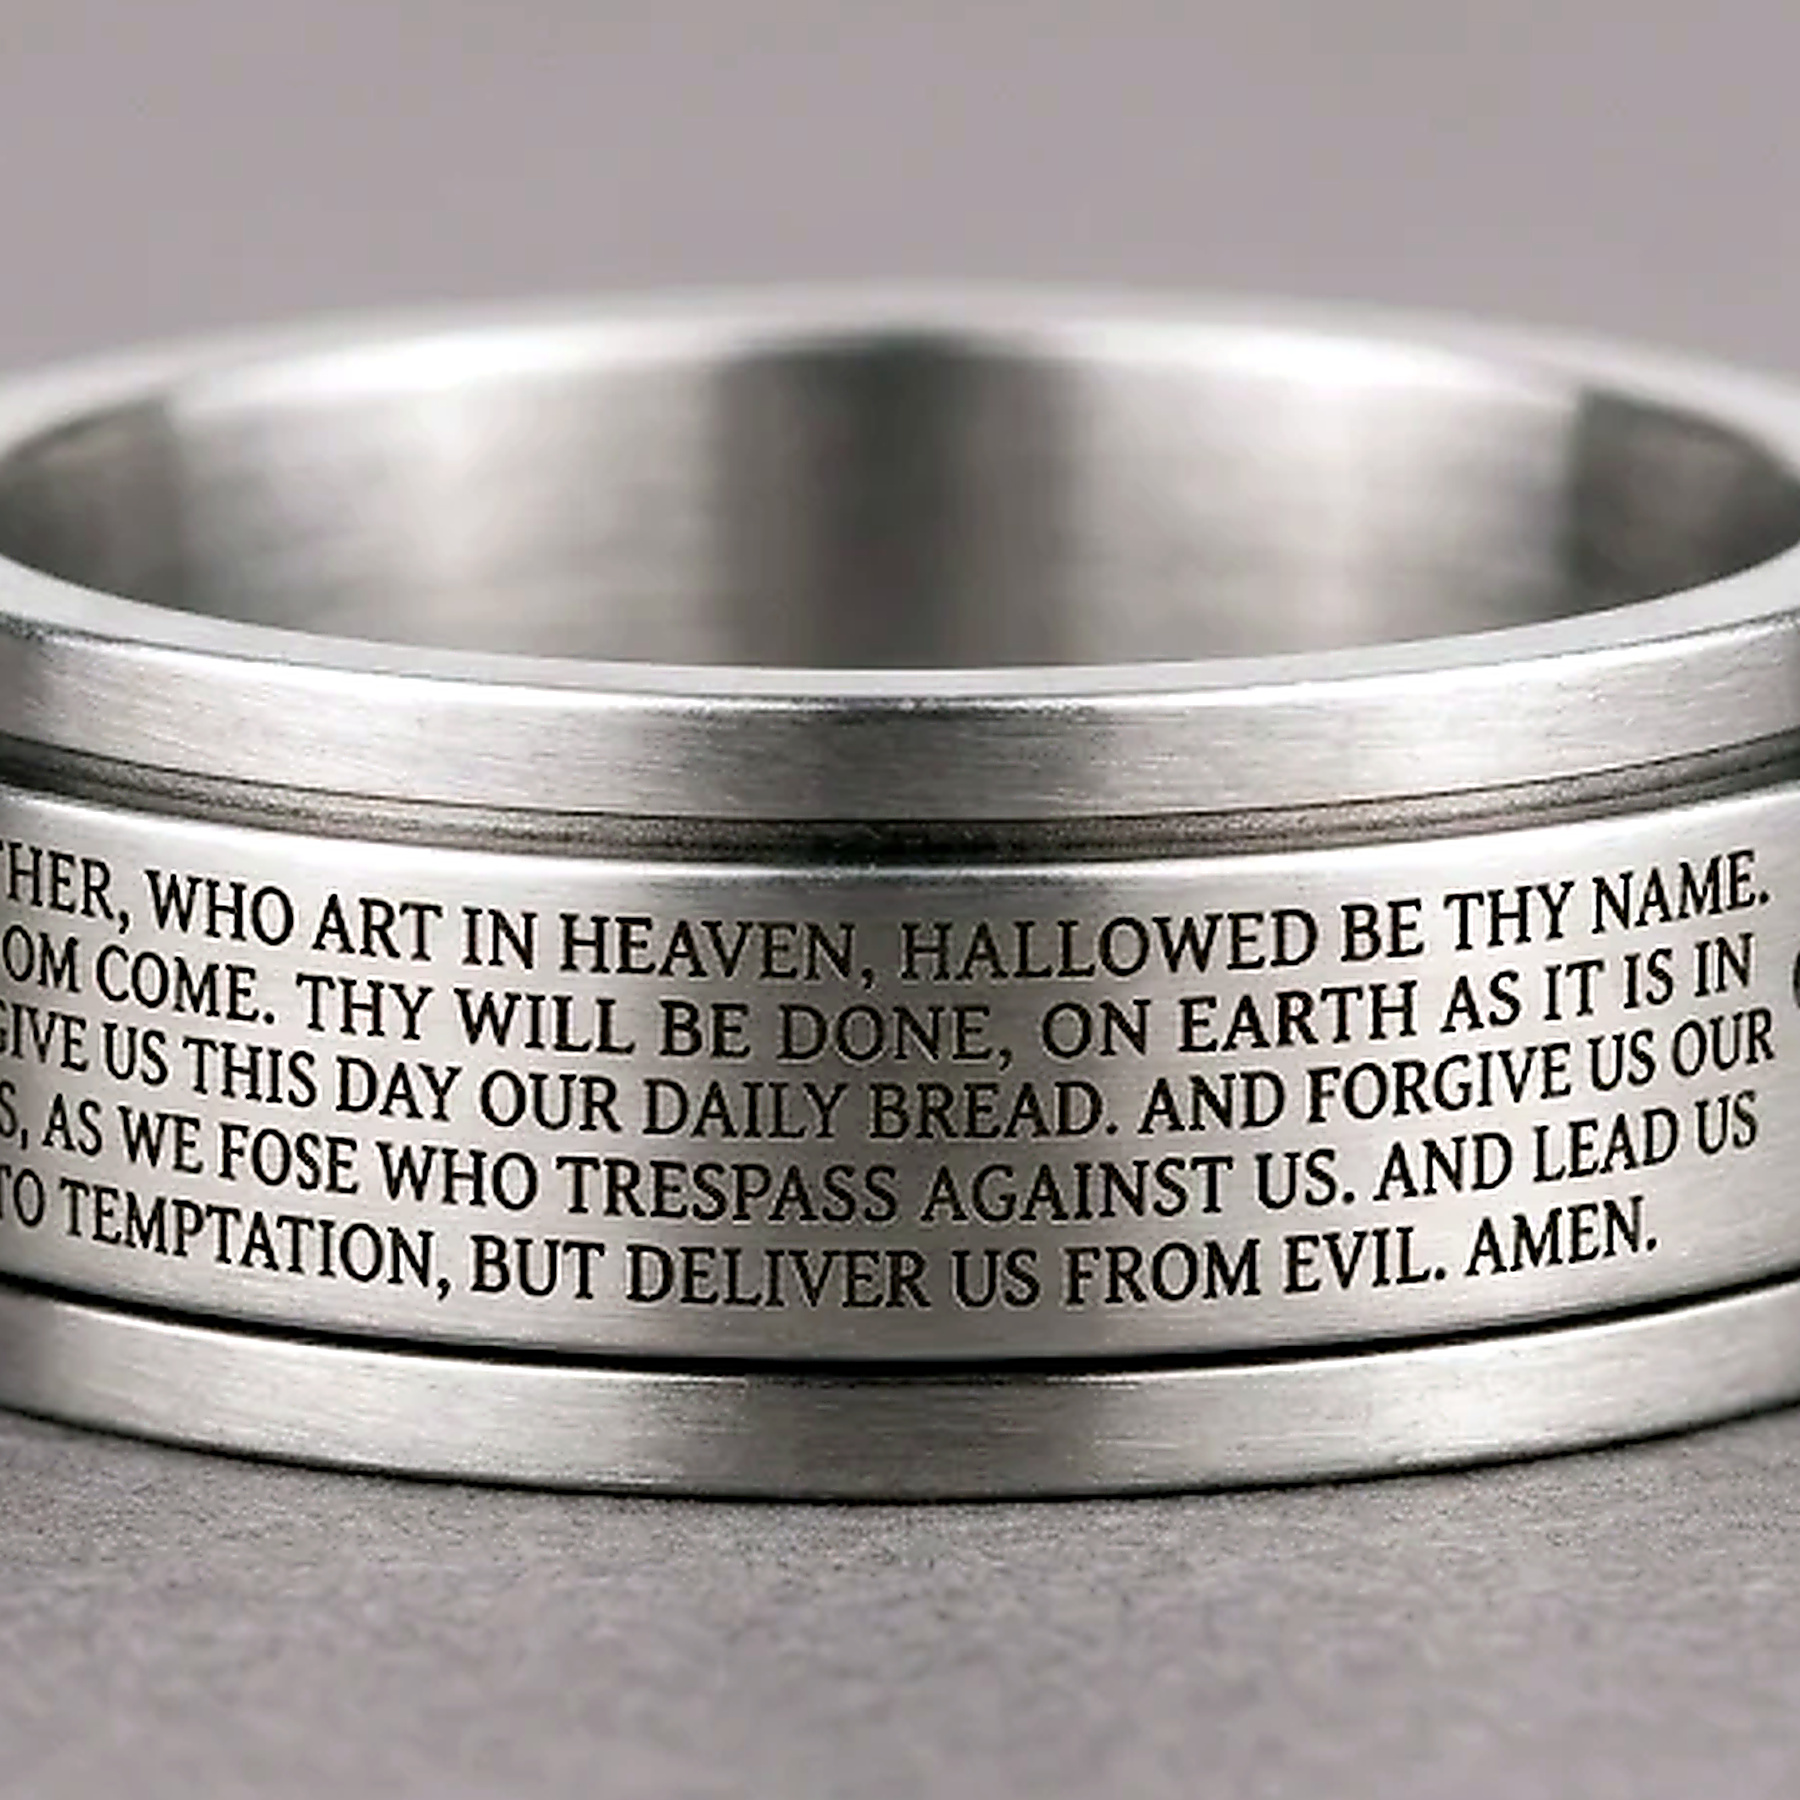 THER, WHO ART IN HEAVEN, HALLOWED BE THY NAME.
OM COME. THY WILL BE DONE, ON EARTH AS IT IS IN
GIVE US THIS DAY OUR DAILY BREAD. AND FORGIVE US OUR
S, AS WE FOSE WHO TRESPASS AGAINST US. AND LEAD US
TO TEMPTATION, BUT DELIVER US FROM EVIL. AMEN.